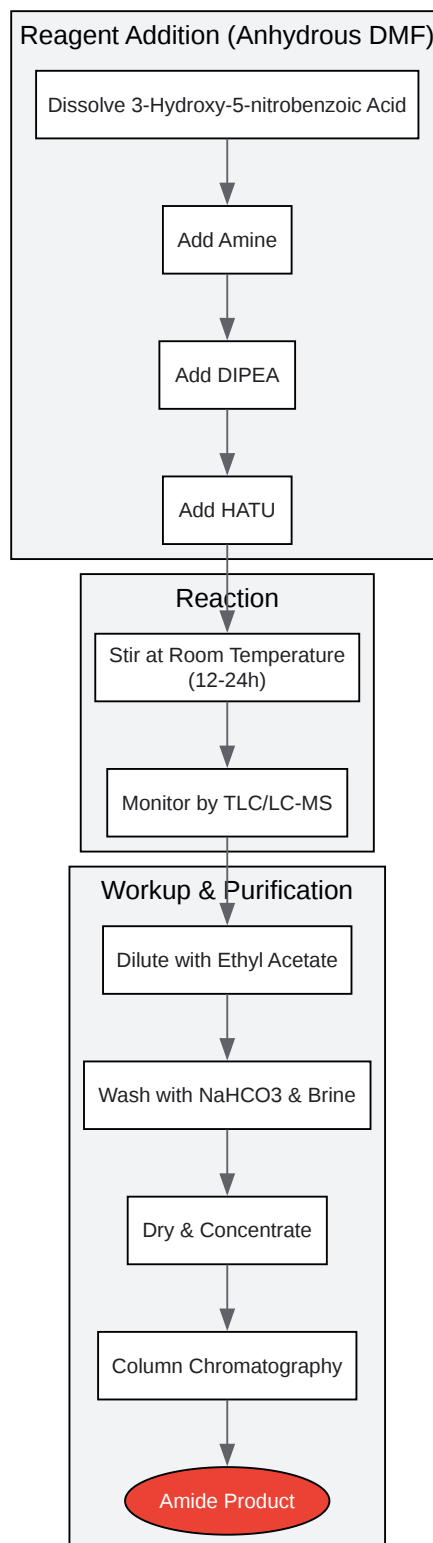 Reagent Addition (Anhydrous DMF)
Dissolve 3-Hydroxy-5-nitrobenzoic Acid
Add Amine
Add DIPEA
Add HATU
Reaction
Stir at Room Temperature
(12-24h)
Monitor by TLC/LC-MS
Workup & Purification
Dilute with Ethyl Acetate
Wash with NaHCO3 & Brine
Dry & Concentrate
Column Chromatography
Amide Product